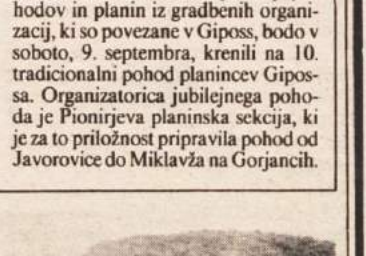 hodov in planin iz gradbenih organi-
zacij, ki so povezane v Giposs, bodo v
soboto, 9. septembra, krenili na 10.
tradicionalni pohod planincev Gipos-
sa. Organizatorica jubilejnega poho-
da je Pionirjeva planinska sekcija, ki
je za to priložnost pripravila pohod od
Javorovice do Miklavža na Gorjancih.